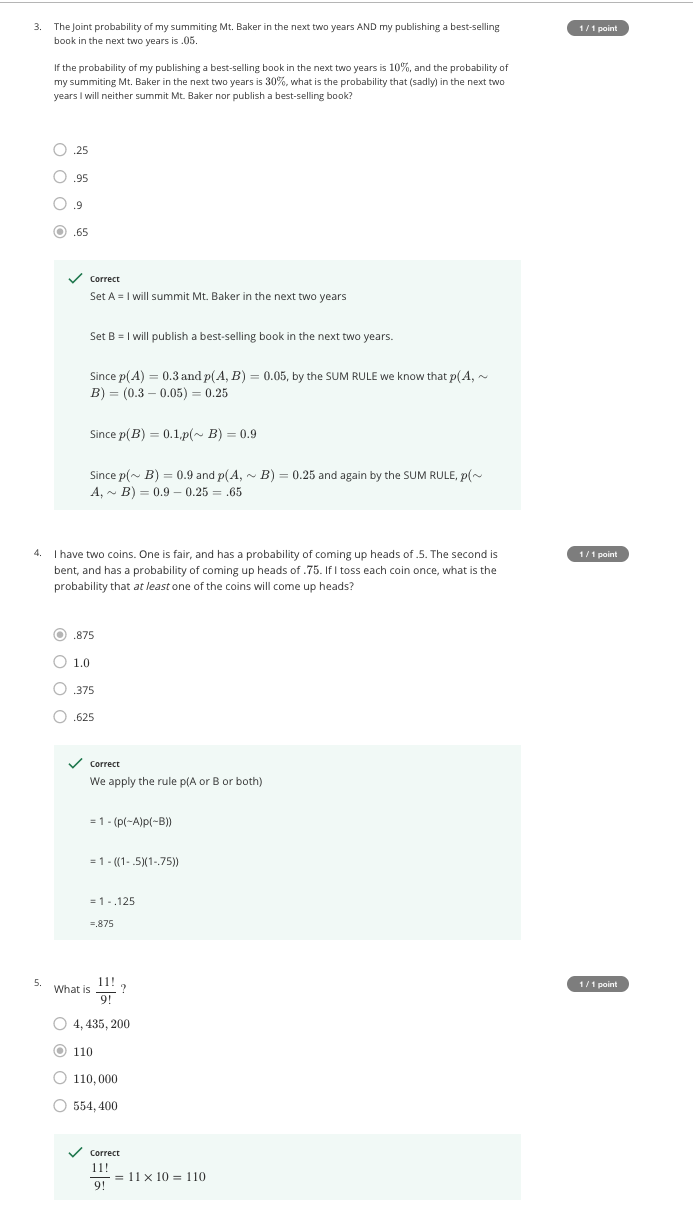 3. The Joint probability of my summiting Mt. Baker in the next two years AND my publishing a best-selling
book in the next two years is .05.
1 / 1 point
If the probability of my publishing a best-selling book in the next two years is 10%, and the probability of
my summiting Mt. Baker in the next two years is 30%, what is the probability that (sadly) in the next two
years I will neither summit Mt. Baker nor publish a best-selling book?
.25
.95
.9
.65
Correct
Set A = I will summit Mt. Baker in the next two years
Set B = I will publish a best-selling book in the next two years.
Since p(A) = 0.3 and p(A, B) = 0.05, by the SUM RULE we know that p(A, ∼
B) = (0.3 − 0.05) = 0.25
Since p(B) = 0.1,p(∼ B) = 0.9
Since p(∼ B) = 0.9 and p(A, ∼ B) = 0.25 and again by the SUM RULE, p(∼
A, ∼ B) = 0.9 − 0.25 = .65
4. I have two coins. One is fair, and has a probability of coming up heads of .5. The second is
bent, and has a probability of coming up heads of .75. If I toss each coin once, what is the
probability that at least one of the coins will come up heads?
1 / 1 point
.875
1.0
.375
.625
Correct
We apply the rule p(A or B or both)
= 1 - (p(~A)p(~B))
= 1 - ((1- .5)(1-.75))
= 1 - .125
=.875
5. What is 11!/9! ?
1 / 1 point
4, 435, 200
110
110, 000
554, 400
Correct
11!/9! = 11 × 10 = 110